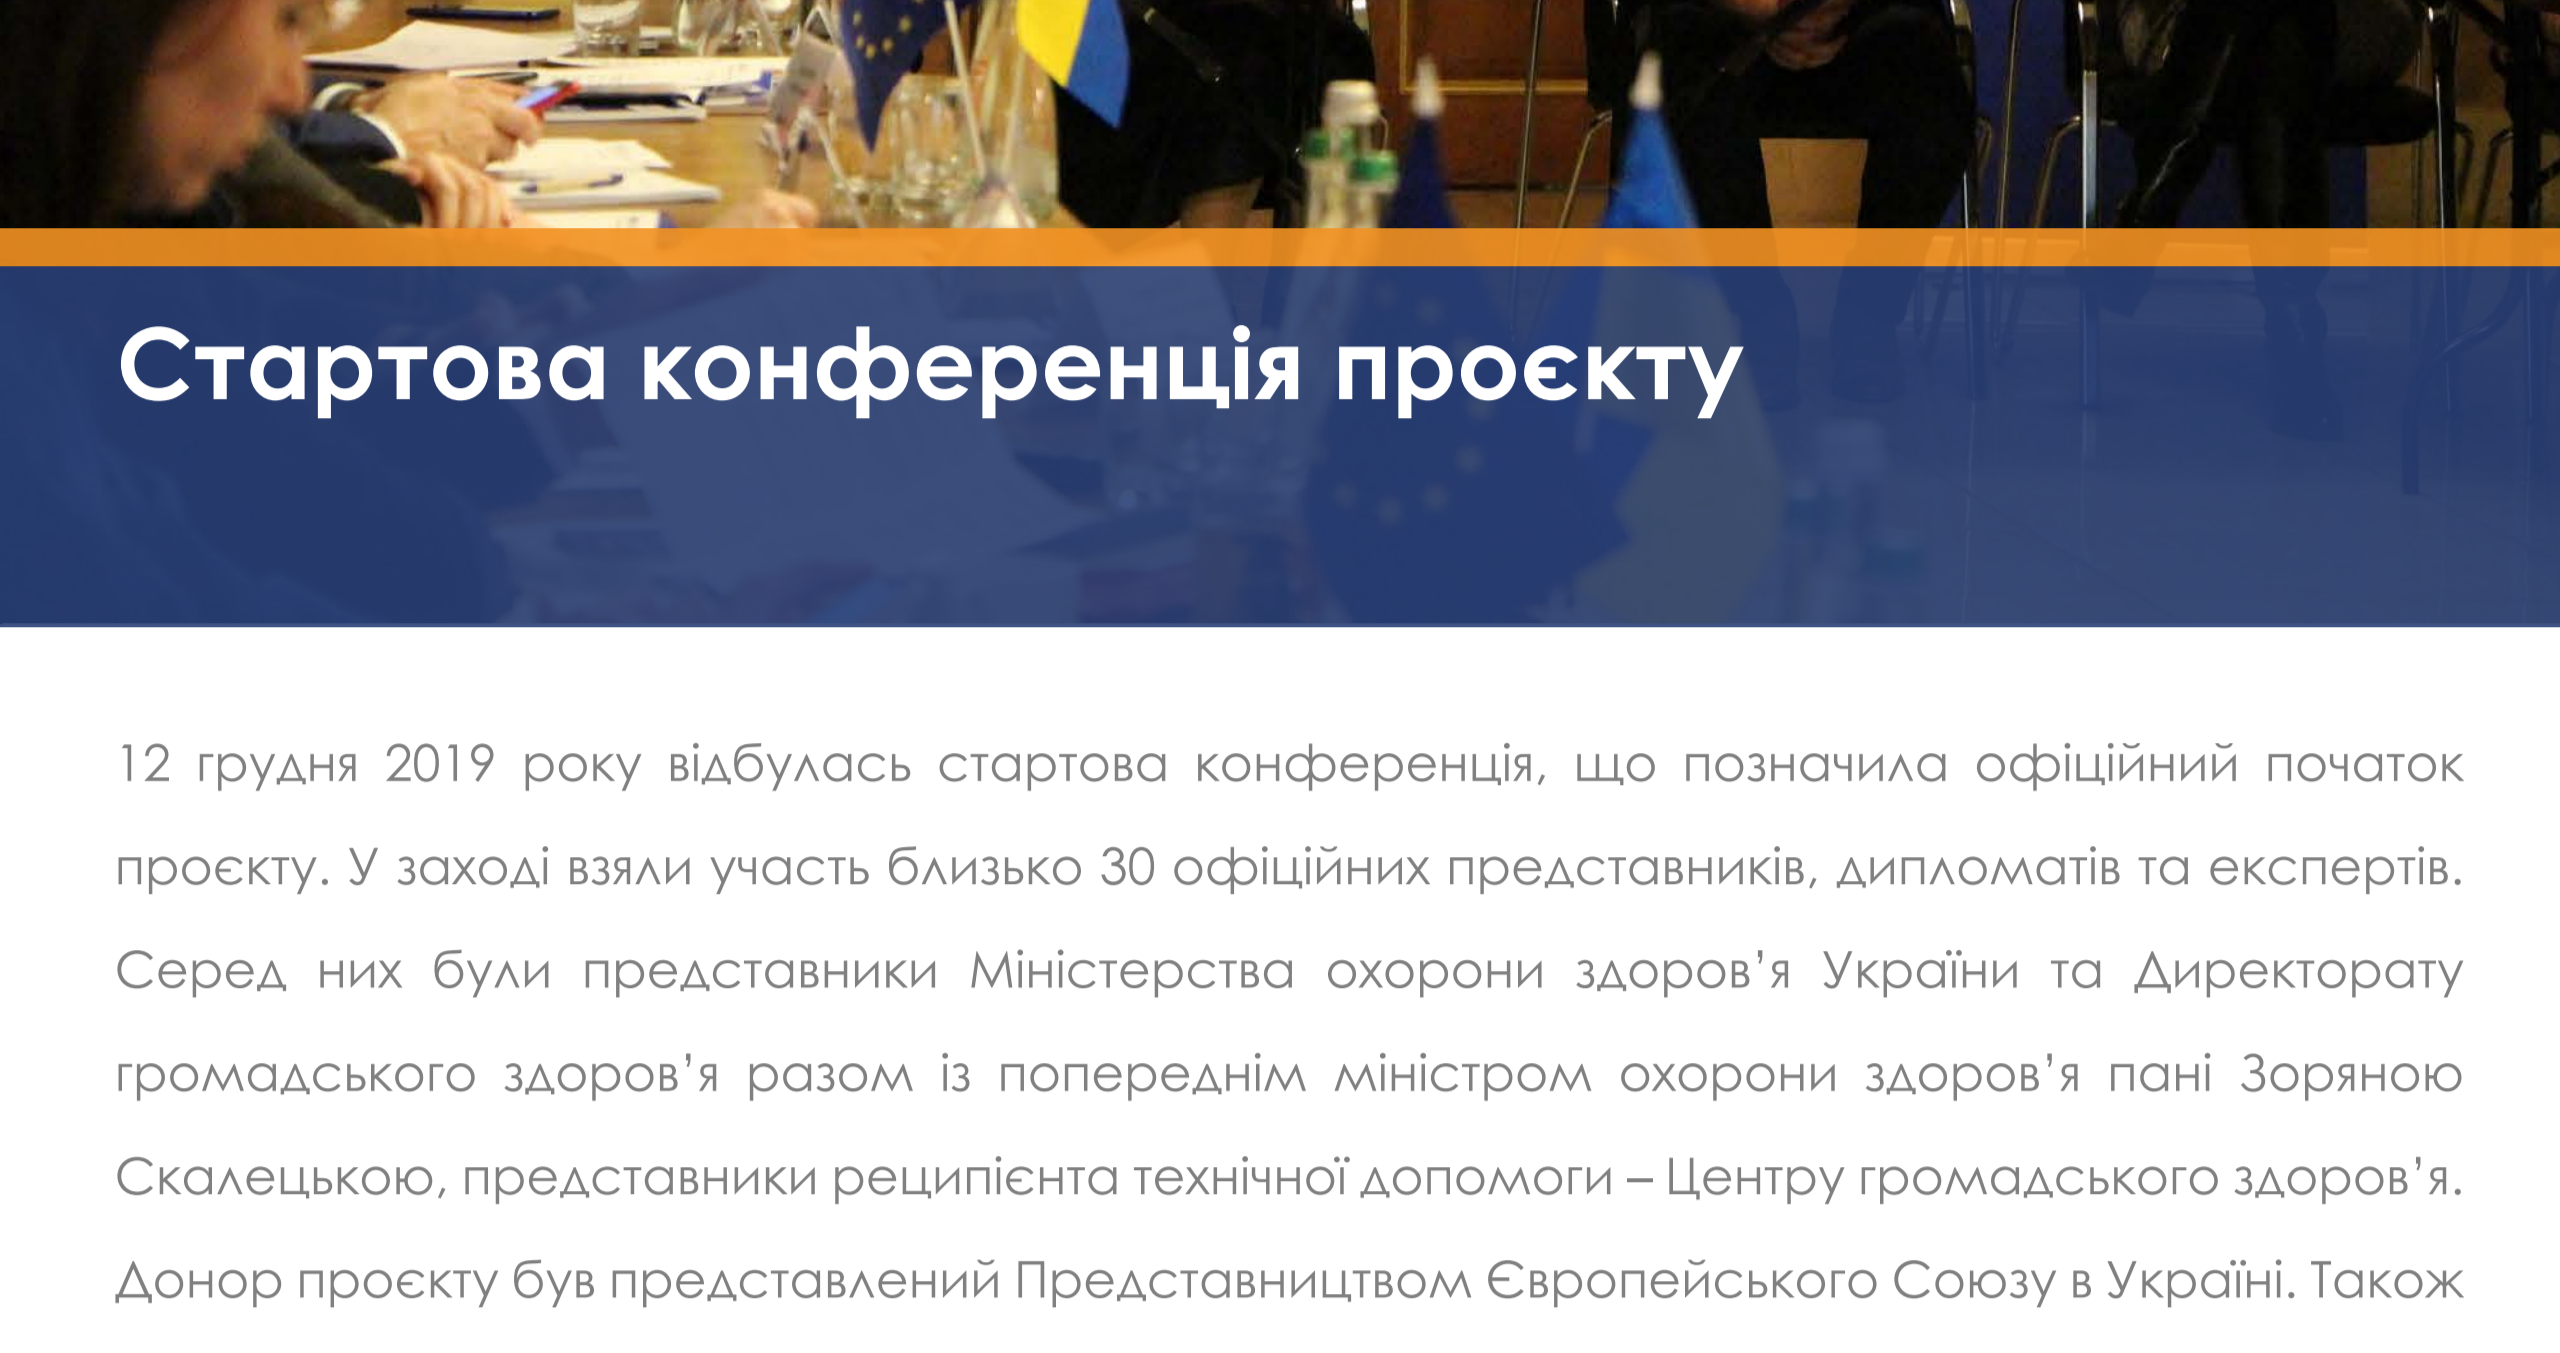 Стартова конференція проєкту
12 грудня 2019 року відбулась стартова конференція, що позначила офіційний початок
проєкту. У заході взяли участь близько 30 офіційних представників, дипломатів та експертів.
Серед них були представники Міністерства охорони здоров’я України та Директорату
громадського здоров’я разом із попереднім міністром охорони здоров’я пані Зоряною
Скалецькою, представники реципієнта технічної допомоги – Центру громадського здоров’я.
Донор проєкту був представлений Представництвом Європейського Союзу в Україні. Також